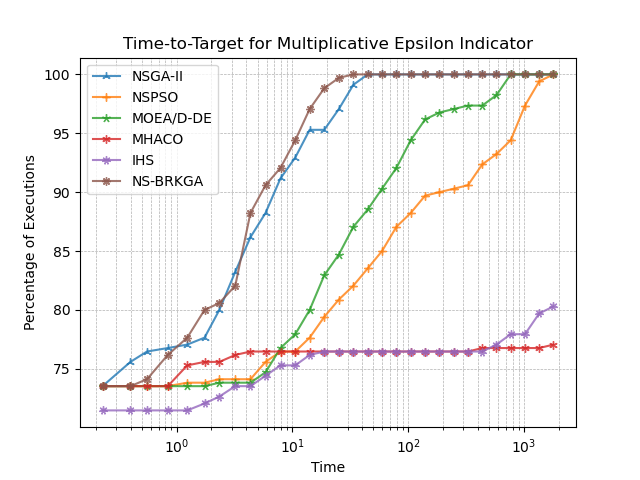 Time-to-Target for Multiplicative Epsilon Indicator
NSGA-II
NSPSO
MOEA/D-DE
MHACO
IHS
NS-BRKGA
Percentage of Executions
100
95
90
85
80
75
10⁰
10¹
10²
10³
Time